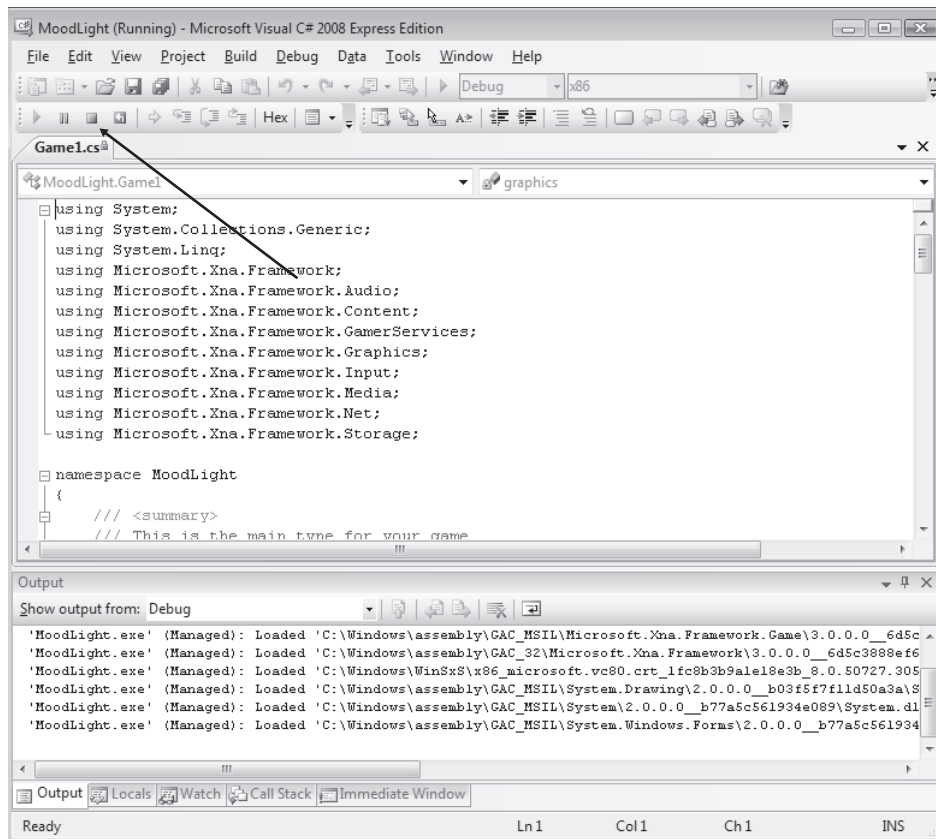 MoodLight (Running) - Microsoft Visual C# 2008 Express Edition
File Edit View Project Build Debug Data Tools Window Help
Debug x86
Hex
Game1.cs
MoodLight.Game1 graphics
using System;
using System.Collections.Generic;
using System.Linq;
using Microsoft.Xna.Framework;
using Microsoft.Xna.Framework.Audio;
using Microsoft.Xna.Framework.Content;
using Microsoft.Xna.Framework.GamerServices;
using Microsoft.Xna.Framework.Graphics;
using Microsoft.Xna.Framework.Input;
using Microsoft.Xna.Framework.Media;
using Microsoft.Xna.Framework.Net;
using Microsoft.Xna.Framework.Storage;
namespace MoodLight
{
/// <summary>
/// This is the main type for your game
Output
Show output from: Debug
'MoodLight.exe' (Managed): Loaded 'C:\Windows\assembly\GAC_MSIL\Microsoft.Xna.Framework.Game\3.0.0.0__6d5c
'MoodLight.exe' (Managed): Loaded 'C:\Windows\assembly\GAC_32\Microsoft.Xna.Framework\3.0.0.0__6d5c3888ef6
'MoodLight.exe' (Managed): Loaded 'C:\Windows\WinSxS\x86_microsoft.vc80.crt_1fc8b3b9a1e18e3b_8.0.50727.305
'MoodLight.exe' (Managed): Loaded 'C:\Windows\assembly\GAC_MSIL\System.Drawing\2.0.0.0__b03f5f7f11d50a3a\S
'MoodLight.exe' (Managed): Loaded 'C:\Windows\assembly\GAC_MSIL\System\2.0.0.0__b77a5c561934e089\System.dl
'MoodLight.exe' (Managed): Loaded 'C:\Windows\assembly\GAC_MSIL\System.Windows.Forms\2.0.0.0__b77a5c561934
Output Locals Watch Call Stack Immediate Window
Ready Ln 1 Col 1 Ch 1 INS